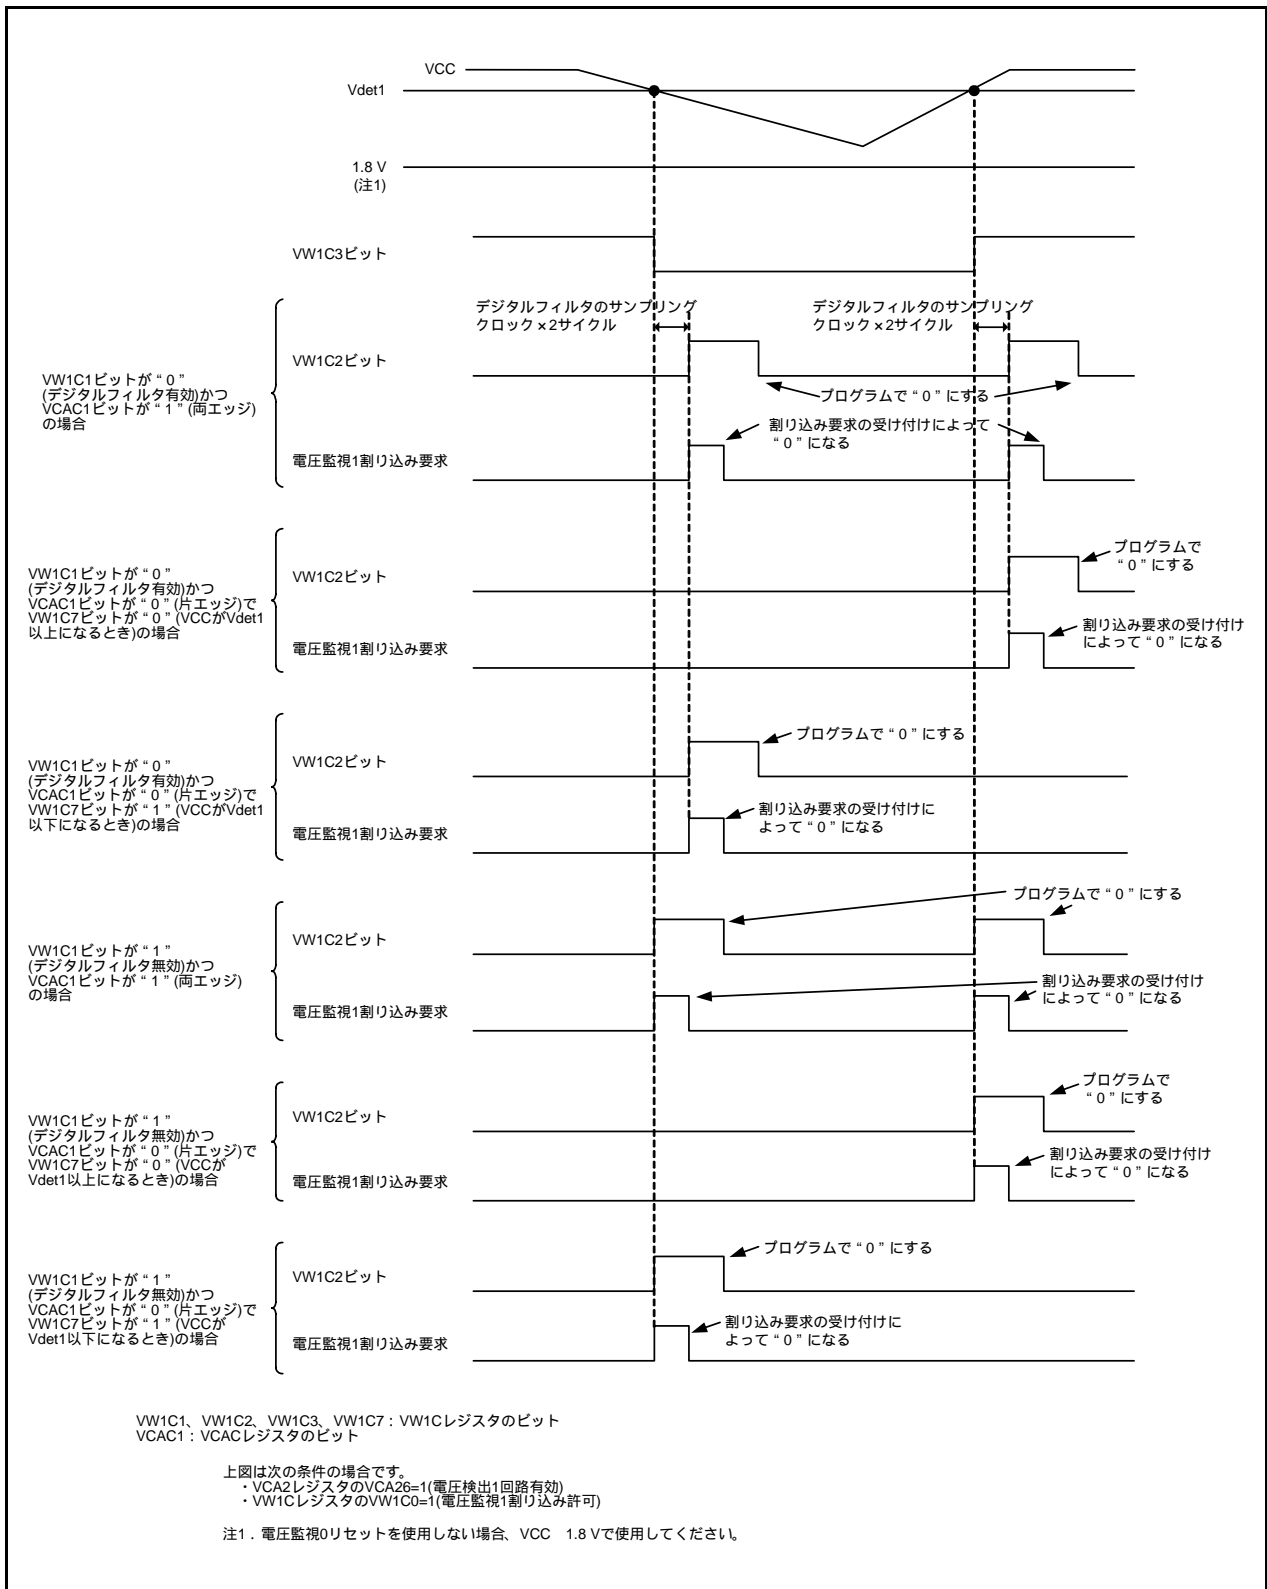 VCC
Vdet1
1.8 V
(注1)
VW1C3ビット
デジタルフィルタのサンプリング
クロック×2サイクル
デジタルフィルタのサンプリング
クロック×2サイクル
VW1C1ビットが“0”
(デジタルフィルタ有効)かつ
VCAC1ビットが“1”(両エッジ)
の場合
VW1C2ビット
プログラムで“0”にする
割り込み要求の受け付けによって
“0”になる
電圧監視1割り込み要求
VW1C1ビットが“0”
(デジタルフィルタ有効)かつ
VCAC1ビットが“0”(片エッジ)で
VW1C7ビットが“0”(VCCがVdet1
以上になるとき)の場合
VW1C2ビット
プログラムで
“0”にする
電圧監視1割り込み要求
割り込み要求の受け付け
によって“0”になる
VW1C1ビットが“0”
(デジタルフィルタ有効)かつ
VCAC1ビットが“0”(片エッジ)で
VW1C7ビットが“1”(VCCがVdet1
以下になるとき)の場合
VW1C2ビット
プログラムで“0”にする
電圧監視1割り込み要求
割り込み要求の受け付けに
よって“0”になる
VW1C1ビットが“1”
(デジタルフィルタ無効)かつ
VCAC1ビットが“1”(両エッジ)
の場合
VW1C2ビット
プログラムで“0”にする
電圧監視1割り込み要求
割り込み要求の受け付け
によって“0”になる
VW1C1ビットが“1”
(デジタルフィルタ無効)かつ
VCAC1ビットが“0”(片エッジ)で
VW1C7ビットが“0”(VCCが
Vdet1以上になるとき)の場合
VW1C2ビット
プログラムで
“0”にする
電圧監視1割り込み要求
割り込み要求の受け付け
によって“0”になる
VW1C1ビットが“1”
(デジタルフィルタ無効)かつ
VCAC1ビットが“0”(片エッジ)で
VW1C7ビットが“1”(VCCが
Vdet1以下になるとき)の場合
VW1C2ビット
プログラムで“0”にする
電圧監視1割り込み要求
割り込み要求の受け付けに
よって“0”になる
VW1C1、VW1C2、VW1C3、VW1C7：VW1Cレジスタのビット
VCAC1：VCACレジスタのビット
上図は次の条件の場合です。
・VCA2レジスタのVCA26=1(電圧検出1回路有効)
・VW1CレジスタのVW1C0=1(電圧監視1割り込み許可)
注1．電圧監視0リセットを使用しない場合、VCC　1.8 Vで使用してください。